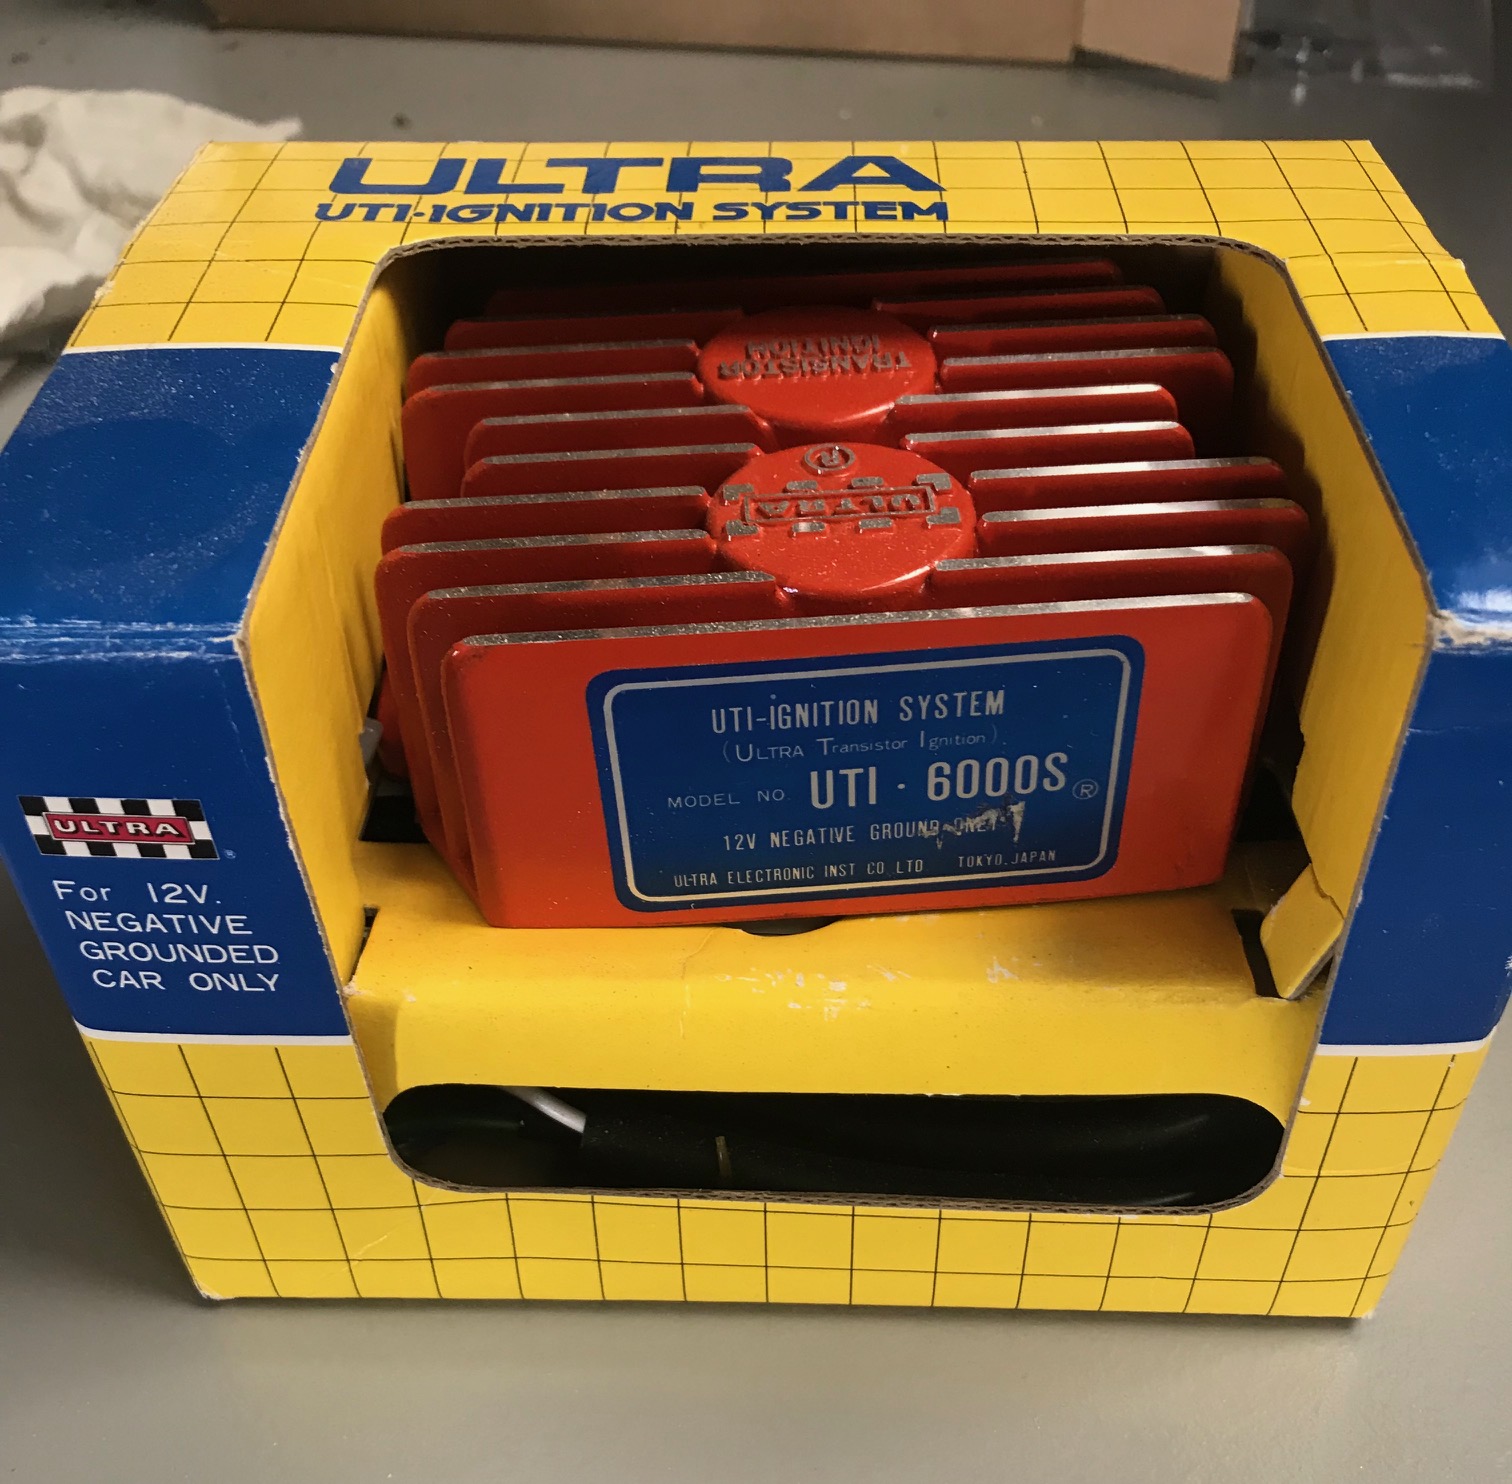 ULTRA
UTI·IGNITION SYSTEM
TRANSISTOR
IGNITION
®
ULTRA
UTI-IGNITION SYSTEM
(ULTRA Transistor Ignition)
MODEL NO. UTI · 6000S ®
12V NEGATIVE GROUND ONLY
ULTRA ELECTRONIC INST CO LTD TOKYO.JAPAN
ULTRA ®
For 12V.
NEGATIVE
GROUNDED
CAR ONLY